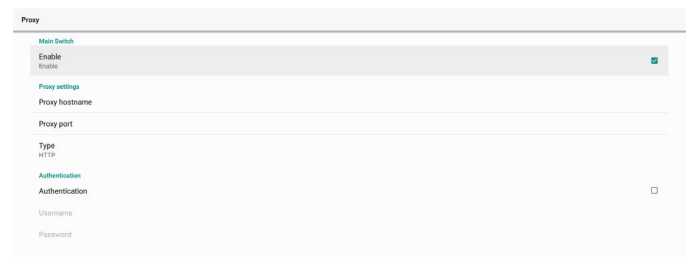 Proxy
Main Switch
Enable
Enable
Proxy settings
Proxy hostname
Proxy port
Type
HTTP
Authentication
Authentication
Username
Password